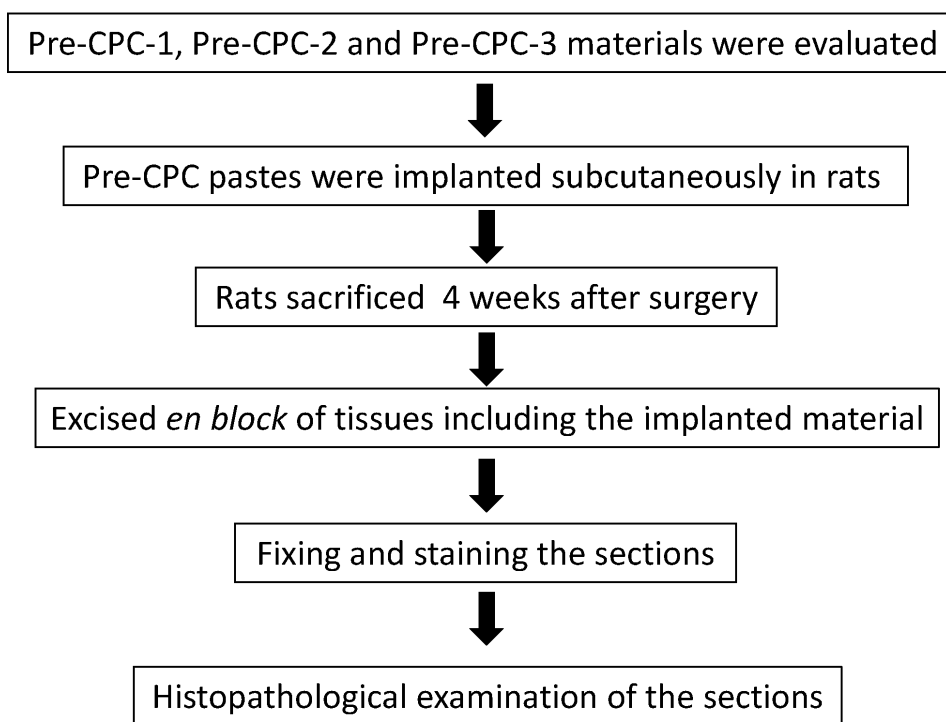 Pre-CPC-1, Pre-CPC-2 and Pre-CPC-3 materials were evaluated
Pre-CPC pastes were implanted subcutaneously in rats
Rats sacrificed  4 weeks after surgery
Excised en block of tissues including the implanted material
Fixing and staining the sections
Histopathological examination of the sections